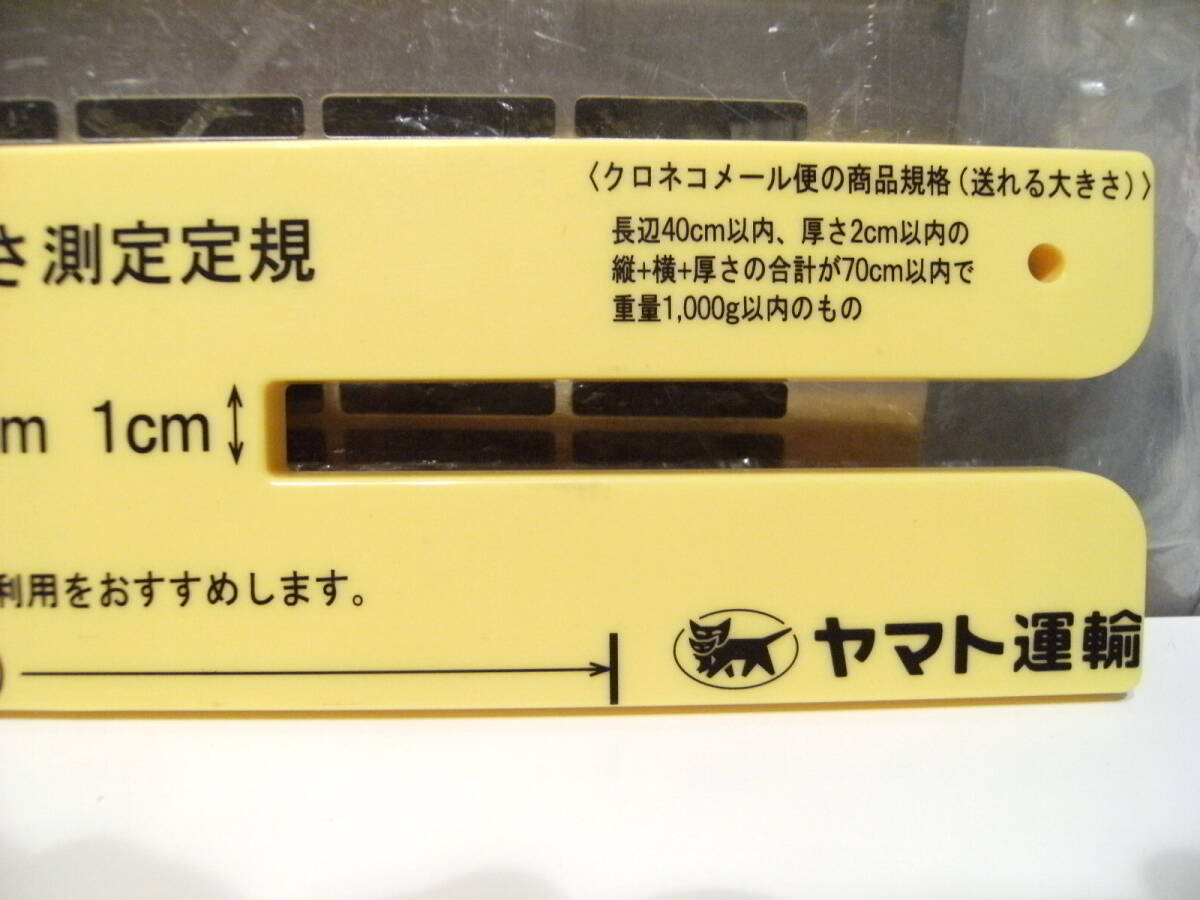 〈クロネコメール便の商品規格（送れる大きさ）〉
長辺40cm以内、厚さ2cm以内の
縦+横+厚さの合計が70cm以内で
重量1,000g以内のもの
さ測定定規
m 1cm
利用をおすすめします。
ヤマト運輸